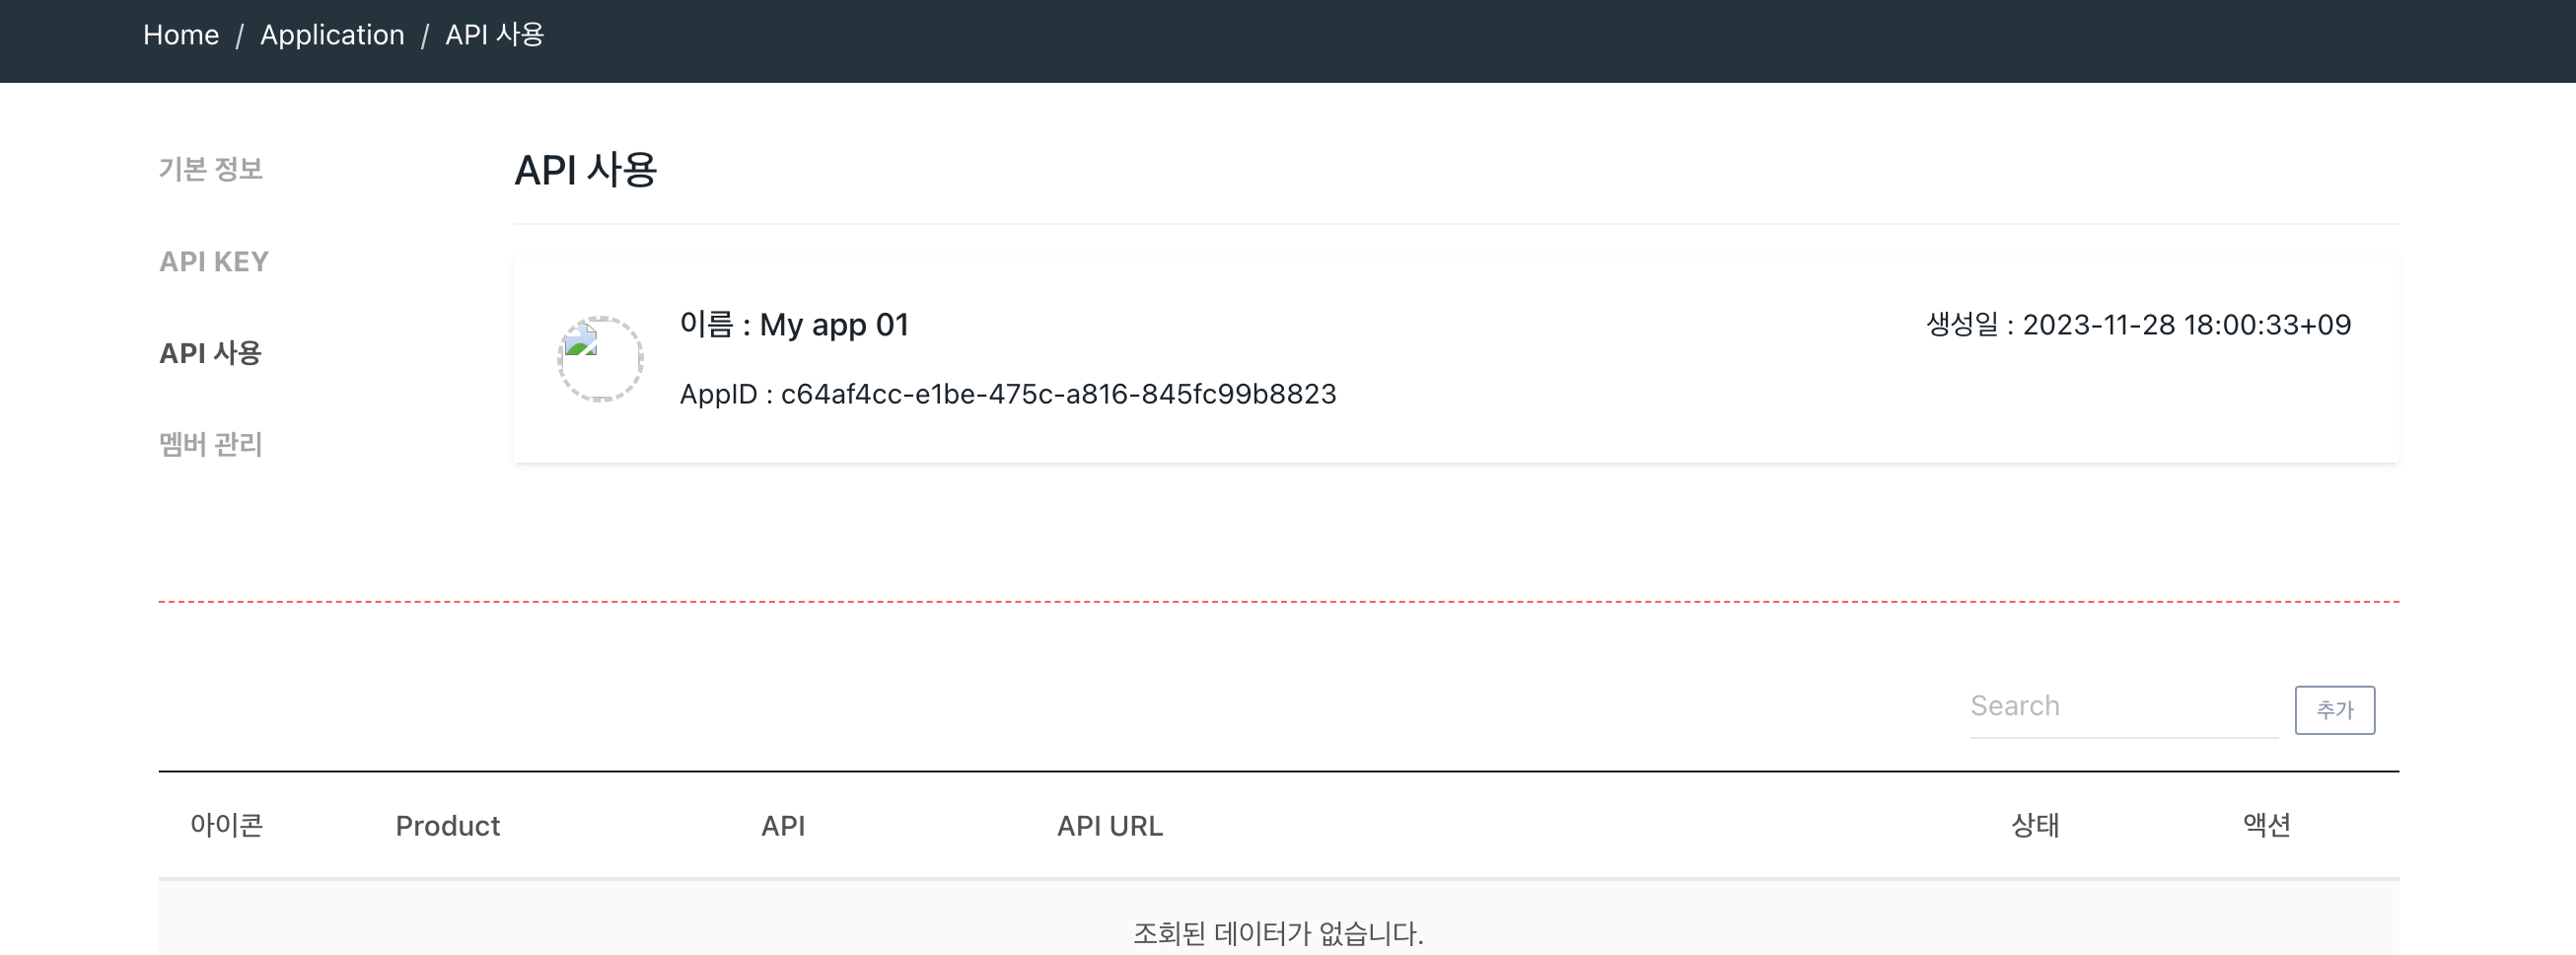 Home / Application / API 사용
기본 정보
API KEY
API 사용
멤버 관리
API 사용
이름 : My app 01
생성일 : 2023-11-28 18:00:33+09
AppID : c64af4cc-e1be-475c-a816-845fc99b8823
Search
추가
아이콘 Product API API URL 상태 액션
조회된 데이터가 없습니다.